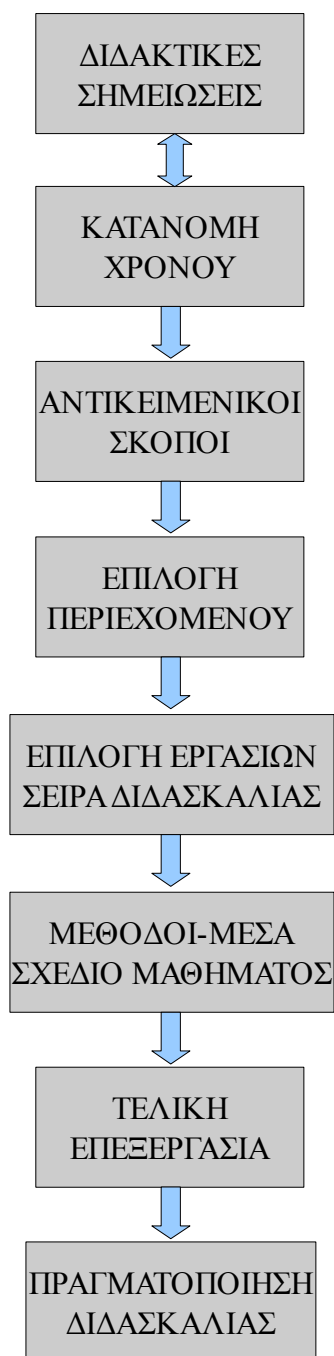 ΔΙΔΑΚΤΙΚΕΣ
ΣΗΜΕΙΩΣΕΙΣ
ΚΑΤΑΝΟΜΗ
ΧΡΟΝΟΥ
ΑΝΤΙΚΕΙΜΕΝΙΚΟΙ
ΣΚΟΠΟΙ
ΕΠΙΛΟΓΗ
ΠΕΡΙΕΧΟΜΕΝΟΥ
ΕΠΙΛΟΓΗ ΕΡΓΑΣΙΩΝ
ΣΕΙΡΑ ΔΙΔΑΣΚΑΛΙΑΣ
ΜΕΘΟΔΟΙ-ΜΕΣΑ
ΣΧΕΔΙΟ ΜΑΘΗΜΑΤΟΣ
ΤΕΛΙΚΗ
ΕΠΕΞΕΡΓΑΣΙΑ
ΠΡΑΓΜΑΤΟΠΟΙΗΣΗ
ΔΙΔΑΣΚΑΛΙΑΣ